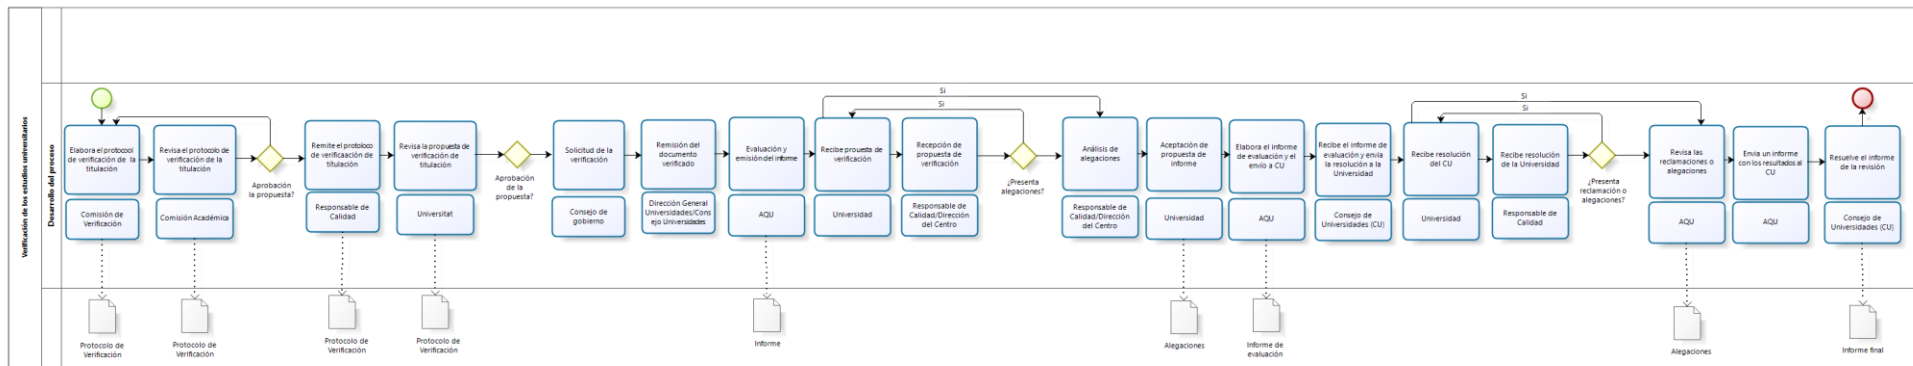 Verificación de los estudios unirensitarios
Desarrollo del proceso
Elabora el protocool
de verificación de la
titulación
Comisión de
Verificación
Revisa el protocolo de
verificación de la
titulación
Comisión Académica
Aprobación
la propuesta?
Remite el protoloco
de verificación de
titulación
Responsable de
Calidad
Revisa la propuesta de
verificación de
titulación
Universitat
Aprobación
de la
propuesta?
Solicitud de la
verificación
Consejo de
gobierno
Remisión del
documento
verificado
Dirección General
Universidades/Cons
ejo Universidades
Evaluación y
emisión del informe
AQU
Si
Si
Recibe prouesta de
verificación
Universidad
Recepción de
propuesta de
verificación
Responsable de
Calidad/Dirección
del Centro
¿Presenta
alegaciones?
Análisis de
alegaciones
Responsable de
Calidad/Dirección
del Centro
Aceptación de
propuesta de
informe
Universidad
Elabora el informe
de evaluación y el
envío a CU
AQU
Recibe el informe de
evaluación y envia
la resolución a la
Universidad
Consejo de
Universidades (CU)
Si
Si
Recibe resolución
del CU
Universidad
Recibe resolución
de la Universidad
Responsable de
Calidad
¿Presenta
reclamación o
alegaciones?
Revisa las
reclamaciones o
alegaciones
AQU
Envia un informe
con los resultados al
CU
AQU
Resuelve el informe
de la revisión
Consejo de
Universidades (CU)
Protocolo de
Verificación
Protocolo de
Verificación
Protocolo de
Verificación
Protocolo de
Verificación
Informe
Alegaciones
Informe de
evaluación
Alegaciones
Informe final